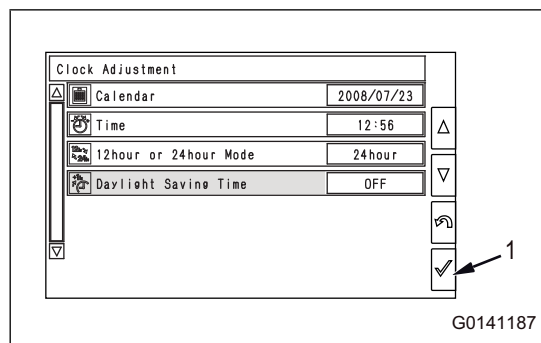 Clock Adjustment
Calendar 2008/07/23
Time 12:56
12hour or 24hour Mode 24hour
Daylight Saving Time OFF
1
G0141187